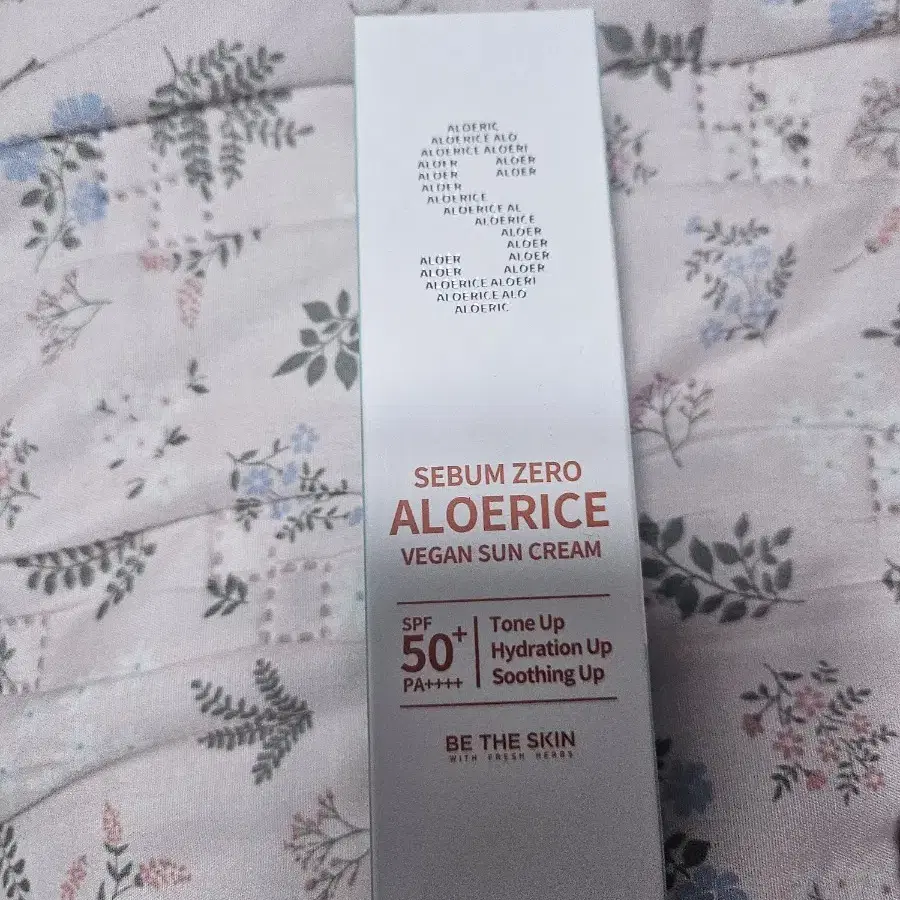 ALOERIC
ALOERICE ALO
ALOERICE ALOERI
ALOER ALOER
ALOER ALOER
ALOER
ALOERICE
ALOERICE AL
ALOERICE
ALOER
ALOER
ALOER ALOER
ALOER ALOER
ALOERICE ALOERI
ALOERICE ALO
ALOERIC
SEBUM ZERO
ALOERICE
VEGAN SUN CREAM
SPF
50+
PA++++
Tone Up
Hydration Up
Soothing Up
BE THE SKIN
WITH FRESH HERBS